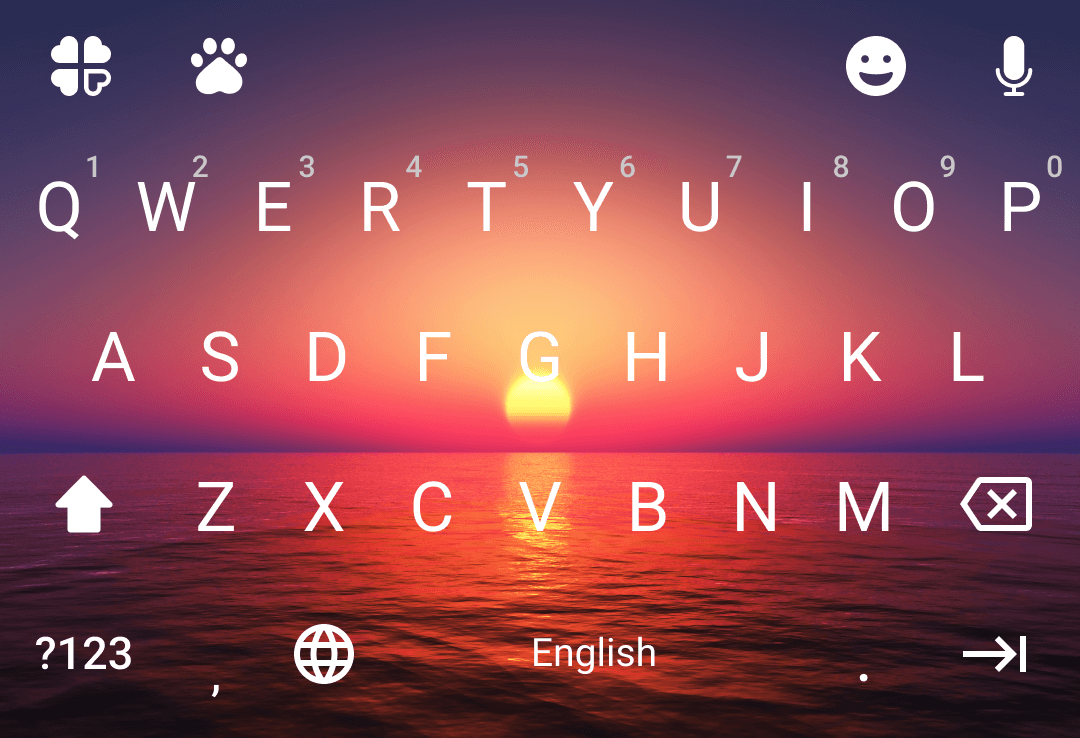 1 2 3 4 5 6 7 8 9 0
Q W E R T Y U I O P
A S D F G H J K L
Z X C V B N M
?123 , English .